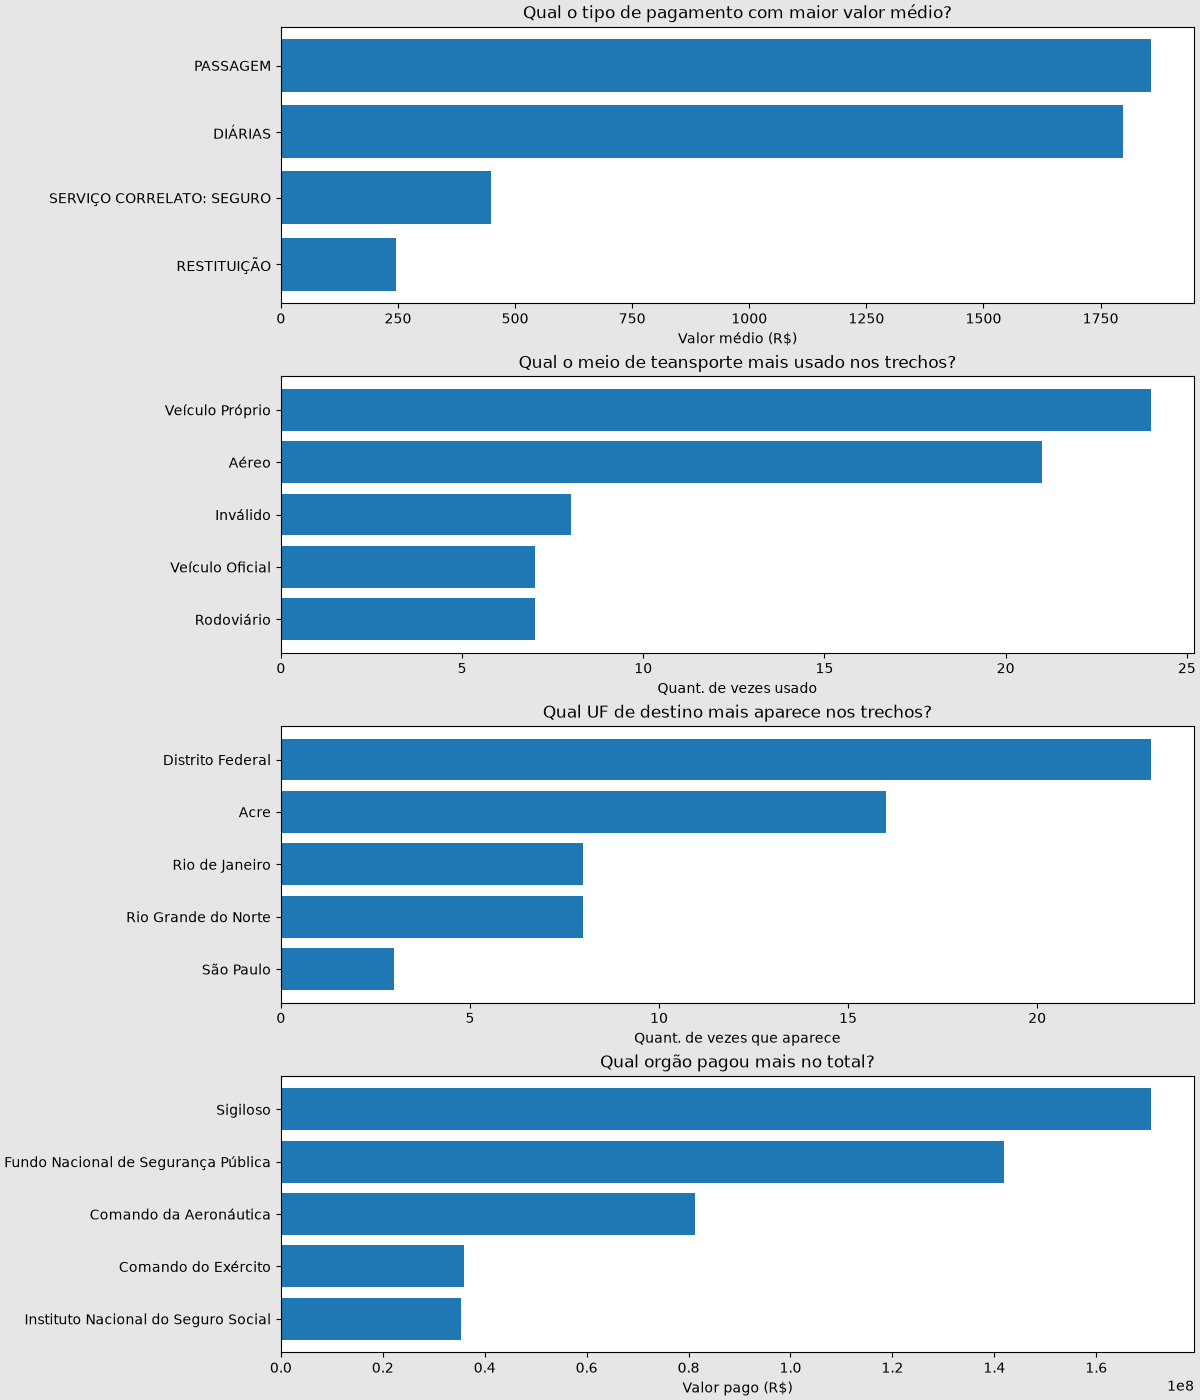 Qual o tipo de pagamento com maior valor médio?
PASSAGEM
DIÁRIAS
SERVIÇO CORRELATO: SEGURO
RESTITUIÇÃO
0 250 500 750 1000 1250 1500 1750
Valor médio (R$)
Qual o meio de teansporte mais usado nos trechos?
Veículo Próprio
Aéreo
Inválido
Veículo Oficial
Rodoviário
0 5 10 15 20 25
Quant. de vezes usado
Qual UF de destino mais aparece nos trechos?
Distrito Federal
Acre
Rio de Janeiro
Rio Grande do Norte
São Paulo
0 5 10 15 20
Quant. de vezes que aparece
Qual orgão pagou mais no total?
Sigiloso
Fundo Nacional de Segurança Pública
Comando da Aeronáutica
Comando do Exército
Instituto Nacional do Seguro Social
0.0 0.2 0.4 0.6 0.8 1.0 1.2 1.4 1.6
1e8
Valor pago (R$)